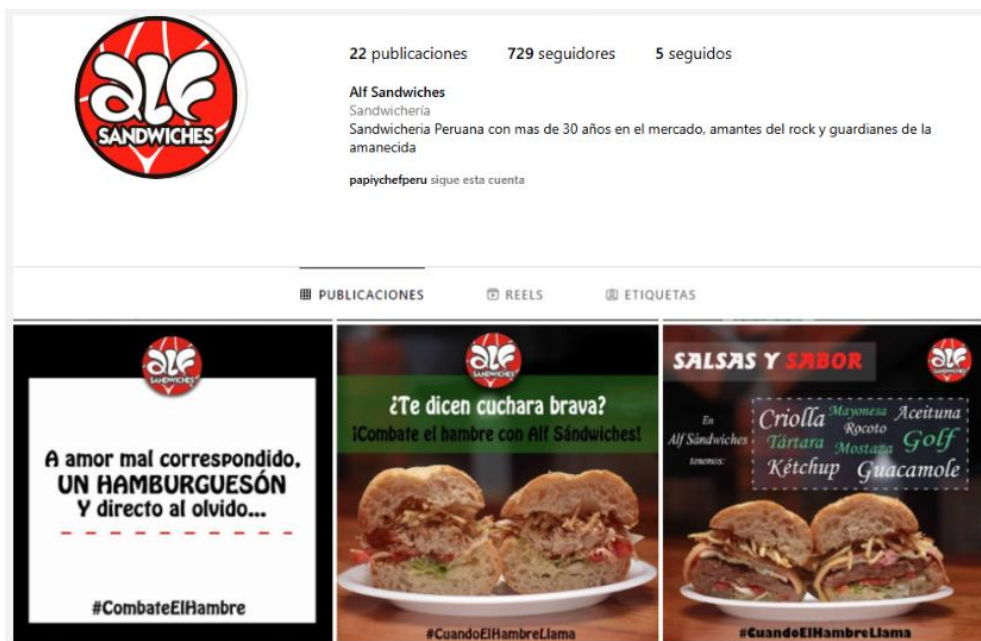 ALF
SANDWICHES
22 publicaciones 729 seguidores 5 seguidos
Alf Sandwiches
Sandwichería
Sandwicheria Peruana con mas de 30 años en el mercado, amantes del rock y guardianes de la
amanecida
papiychefperu sigue esta cuenta
PUBLICACIONES REELS ETIQUETAS
ALF
SANDWICHES
A amor mal correspondido,
UN HAMBURGUESÓN
Y directo al olvido...
#CombateElHambre
ALF
SANDWICHES
¿Te dicen cuchara brava?
¡Combate el hambre con Alf Sándwiches!
#CuandoElHambreLlama
SALSAS Y SABOR
ALF
SANDWICHES
En
Alf Sándwiches
tenemos:
Criolla Mayonesa Aceituna
Rocoto
Tártara Mostaza Golf
Kétchup Guacamole
#CuandoElHambreLlama